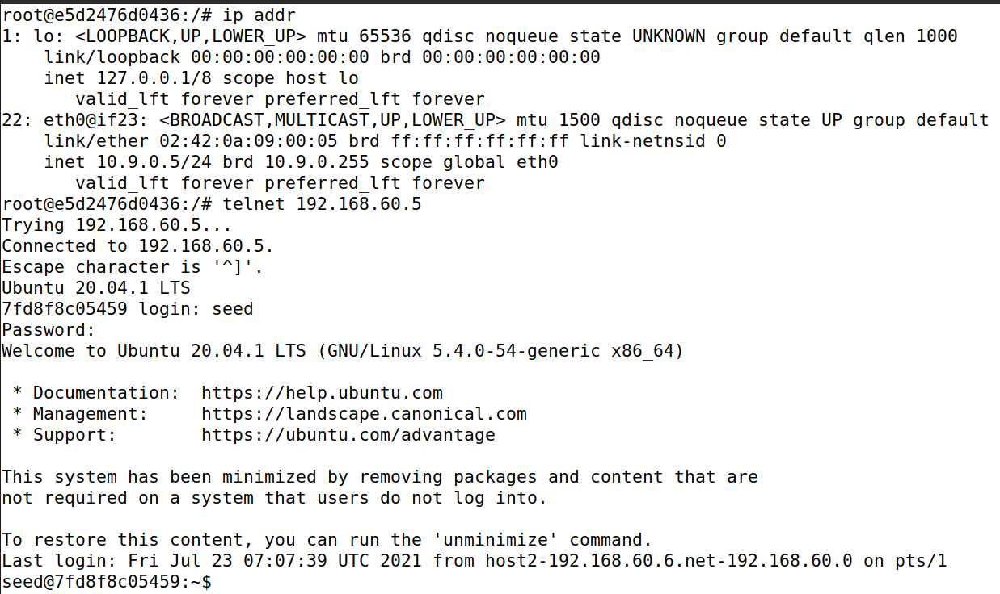 root@e5d2476d0436:/# ip addr
1: lo: <LOOPBACK,UP,LOWER_UP> mtu 65536 qdisc noqueue state UNKNOWN group default qlen 1000
    link/loopback 00:00:00:00:00:00 brd 00:00:00:00:00:00
    inet 127.0.0.1/8 scope host lo
       valid_lft forever preferred_lft forever
22: eth0@if23: <BROADCAST,MULTICAST,UP,LOWER_UP> mtu 1500 qdisc noqueue state UP group default
    link/ether 02:42:0a:09:00:05 brd ff:ff:ff:ff:ff:ff link-netnsid 0
    inet 10.9.0.5/24 brd 10.9.0.255 scope global eth0
       valid_lft forever preferred_lft forever
root@e5d2476d0436:/# telnet 192.168.60.5
Trying 192.168.60.5...
Connected to 192.168.60.5.
Escape character is '^]'.
Ubuntu 20.04.1 LTS
7fd8f8c05459 login: seed
Password:
Welcome to Ubuntu 20.04.1 LTS (GNU/Linux 5.4.0-54-generic x86_64)

 * Documentation:  https://help.ubuntu.com
 * Management:     https://landscape.canonical.com
 * Support:        https://ubuntu.com/advantage

This system has been minimized by removing packages and content that are
not required on a system that users do not log into.

To restore this content, you can run the 'unminimize' command.
Last login: Fri Jul 23 07:07:39 UTC 2021 from host2-192.168.60.6.net-192.168.60.0 on pts/1
seed@7fd8f8c05459:~$